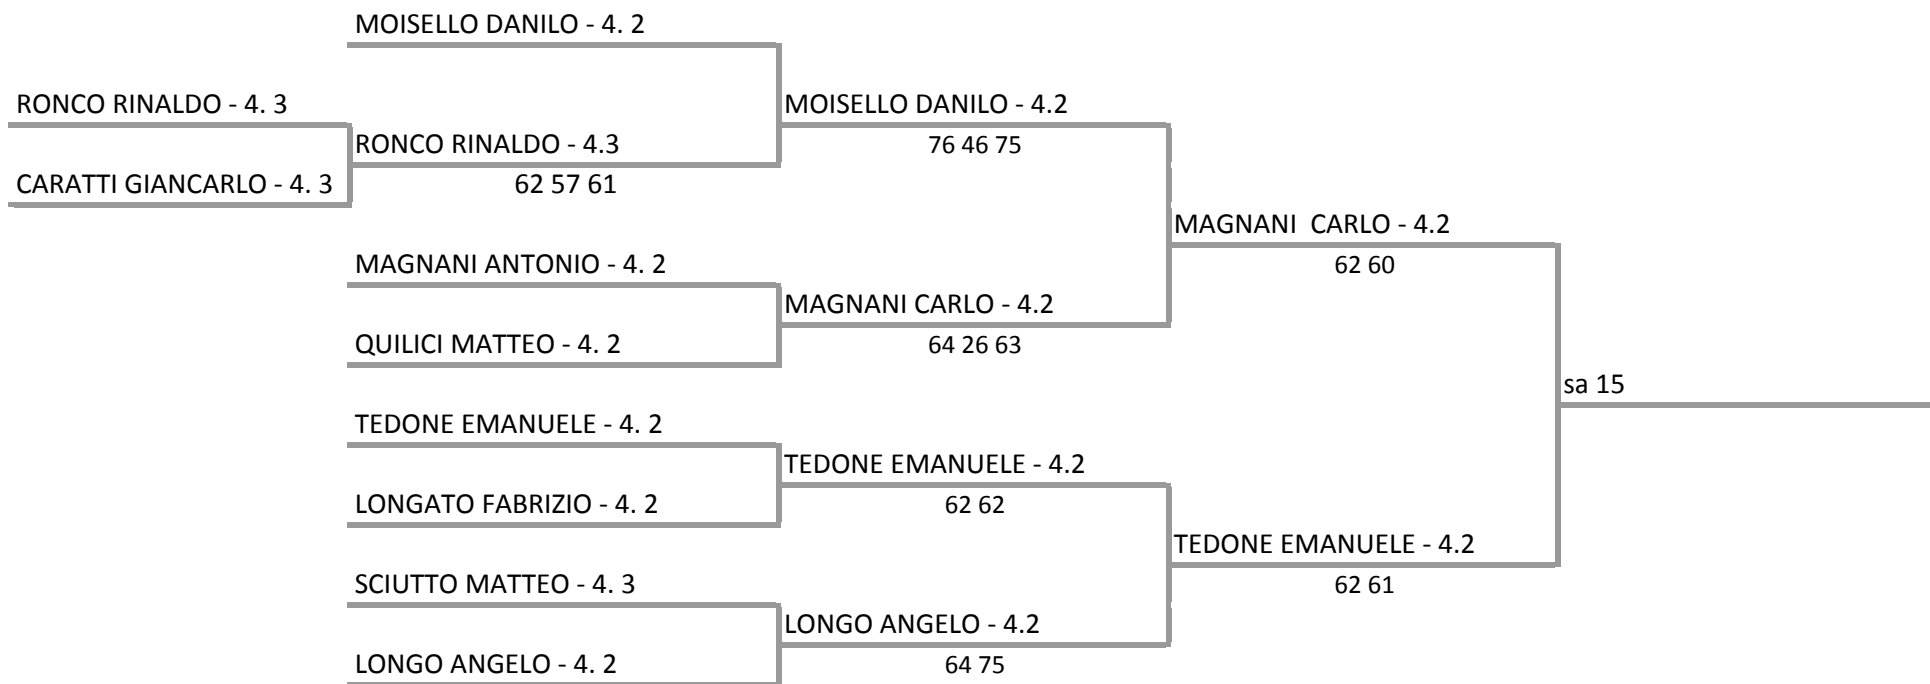 MOISELLO DANILO - 4. 2
RONCO RINALDO - 4. 3
MOISELLO DANILO - 4.2
RONCO RINALDO - 4.3
76 46 75
CARATTI GIANCARLO - 4. 3
62 57 61
MAGNANI  CARLO - 4.2
MAGNANI ANTONIO - 4. 2
62 60
MAGNANI CARLO - 4.2
QUILICI MATTEO - 4. 2
64 26 63
sa 15
TEDONE EMANUELE - 4. 2
TEDONE EMANUELE - 4.2
LONGATO FABRIZIO - 4. 2
62 62
TEDONE EMANUELE - 4.2
SCIUTTO MATTEO - 4. 3
62 61
LONGO ANGELO - 4.2
LONGO ANGELO - 4. 2
64 75